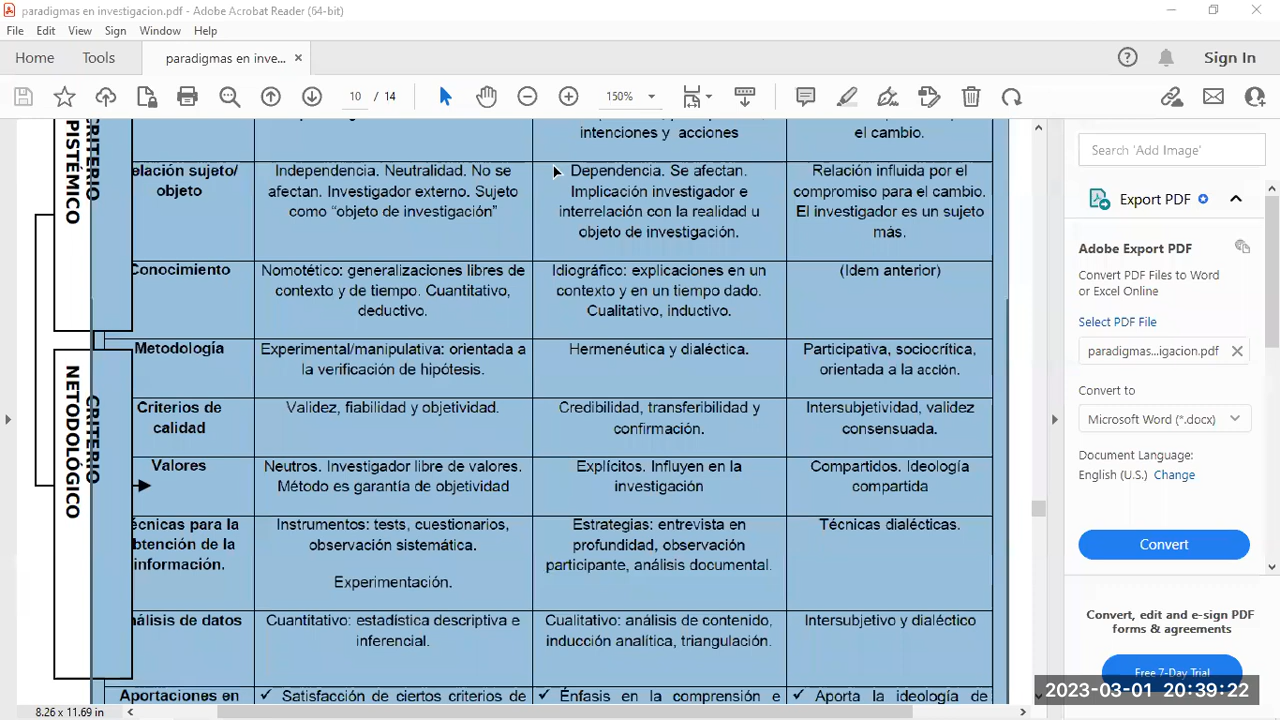 paradigmas en investigacion.pdf - Adobe Acrobat Reader (64-bit)
File Edit View Sign Window Help
Home Tools paradigmas en inve... × Sign In
10 / 14 150%
intenciones y acciones
el cambio.
elación sujeto/
objeto
Independencia. Neutralidad. No se
afectan. Investigador externo. Sujeto
como “objeto de investigación”
Dependencia. Se afectan.
Implicación investigador e
interrelación con la realidad u
objeto de investigación.
Relación influida por el
compromiso para el cambio.
El investigador es un sujeto
más.
Conocimiento
Nomotético: generalizaciones libres de
contexto y de tiempo. Cuantitativo,
deductivo.
Idiográfico: explicaciones en un
contexto y en un tiempo dado.
Cualitativo, inductivo.
(Idem anterior)
Metodología
Experimental/manipulativa: orientada a
la verificación de hipótesis.
Hermenéutica y dialéctica.
Participativa, sociocrítica,
orientada a la acción.
Criterios de
calidad
Validez, fiabilidad y objetividad.
Credibilidad, transferibilidad y
confirmación.
Intersubjetividad, validez
consensuada.
Valores
Neutros. Investigador libre de valores.
Método es garantía de objetividad
Explícitos. Influyen en la
investigación
Compartidos. Ideología
compartida
écnicas para la
btención de la
información.
Instrumentos: tests, cuestionarios,
observación sistemática.
Experimentación.
Estrategias: entrevista en
profundidad, observación
participante, análisis documental.
Técnicas dialécticas.
nálisis de datos
Cuantitativo: estadística descriptiva e
inferencial.
Cualitativo: análisis de contenido,
inducción analítica, triangulación.
Intersubjetivo y dialéctico
Aportaciones en
✓ Satisfacción de ciertos criterios de
✓ Énfasis en la comprensión e
✓ Aporta la ideología de
CRITERIO
PISTÉMICO
CRITERIO
NETODOLÓGICO
Search 'Add Image'
Export PDF
Adobe Export PDF
Convert PDF Files to Word
or Excel Online
Select PDF File
paradigmas...igacion.pdf
Convert to
Microsoft Word (*.docx)
Document Language:
English (U.S.) Change
Convert
Convert, edit and e-sign PDF
forms & agreements
Free 7-Day Trial
8.26 x 11.69 in
2023-03-01 20:39:22